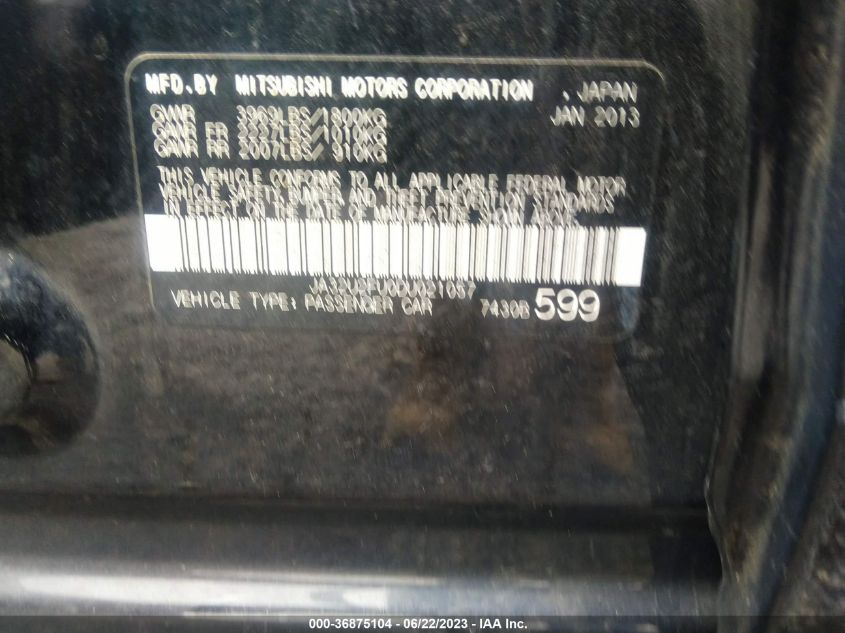 MFD. BY MITSUBISHI MOTORS CORPORATION . JAPAN
GVWR 3969LBS/1800KG JAN 2013
GAWR FR 2227LBS/1010KG
GAWR RR 2007LBS/ 910KG
THIS VEHICLE CONFORMS TO ALL APPLICABLE FEDERAL MOTOR
VEHICLE SAFETY, BUMPER AND THEFT PREVENTION STANDARDS
IN EFFECT ON THE DATE OF MANUFACTURE SHOWN ABOVE.
VEHICLE TYPE: PASSENGER CAR 7430B 599
000-36875104 / 06/22/2023 - IAA Inc.